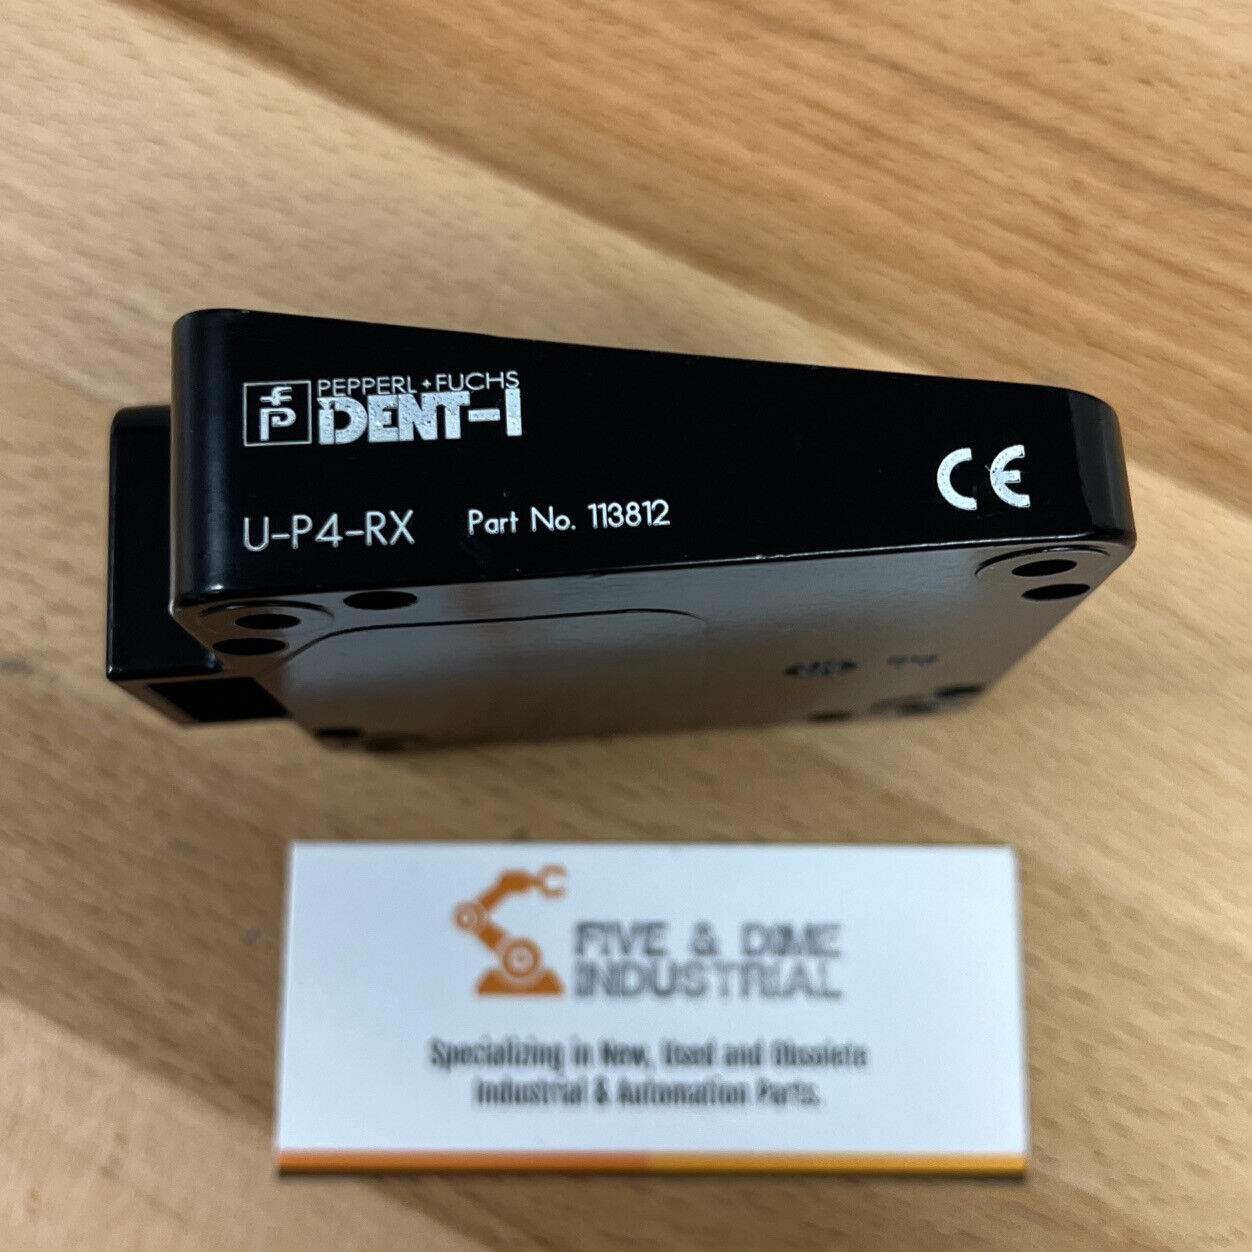 PEPPERL+FUCHS
IDENT-I
U-P4-RX Part No. 113812
CE
FIVE & DIME
INDUSTRIAL
Specializing in New, Used and Obsolete
Industrial & Automation Parts.